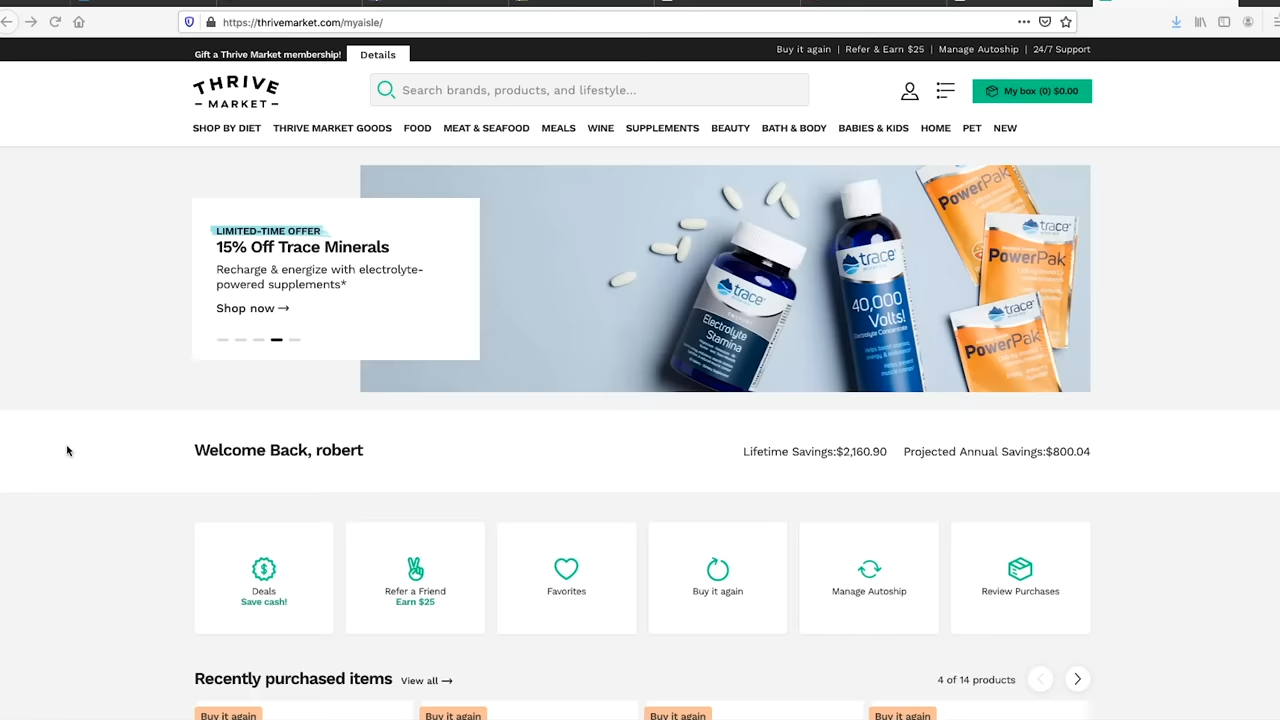 https://thrivemarket.com/myaisle/
Gift a Thrive Market membership! Details
Buy it again | Refer & Earn $25 | Manage Autoship | 24/7 Support
THRIVE
- MARKET -
Search brands, products, and lifestyle...
My box (0) $0.00
SHOP BY DIET THRIVE MARKET GOODS FOOD MEAT & SEAFOOD MEALS WINE SUPPLEMENTS BEAUTY BATH & BODY BABIES & KIDS HOME PET NEW
LIMITED-TIME OFFER
15% Off Trace Minerals
Recharge & energize with electrolyte-
powered supplements*
Shop now →
trace
Electrolyte
Stamina
trace
40,000
Volts!
Electrolyte Concentrate
PowerPak
trace
PowerPak
trace
PowerPak
Welcome Back, robert
Lifetime Savings:$2,160.90 Projected Annual Savings:$800.04
Deals
Save cash!
Refer a Friend
Earn $25
Favorites
Buy it again
Manage Autoship
Review Purchases
Recently purchased items View all →
4 of 14 products
Buy it again
Buy it again
Buy it again
Buy it again